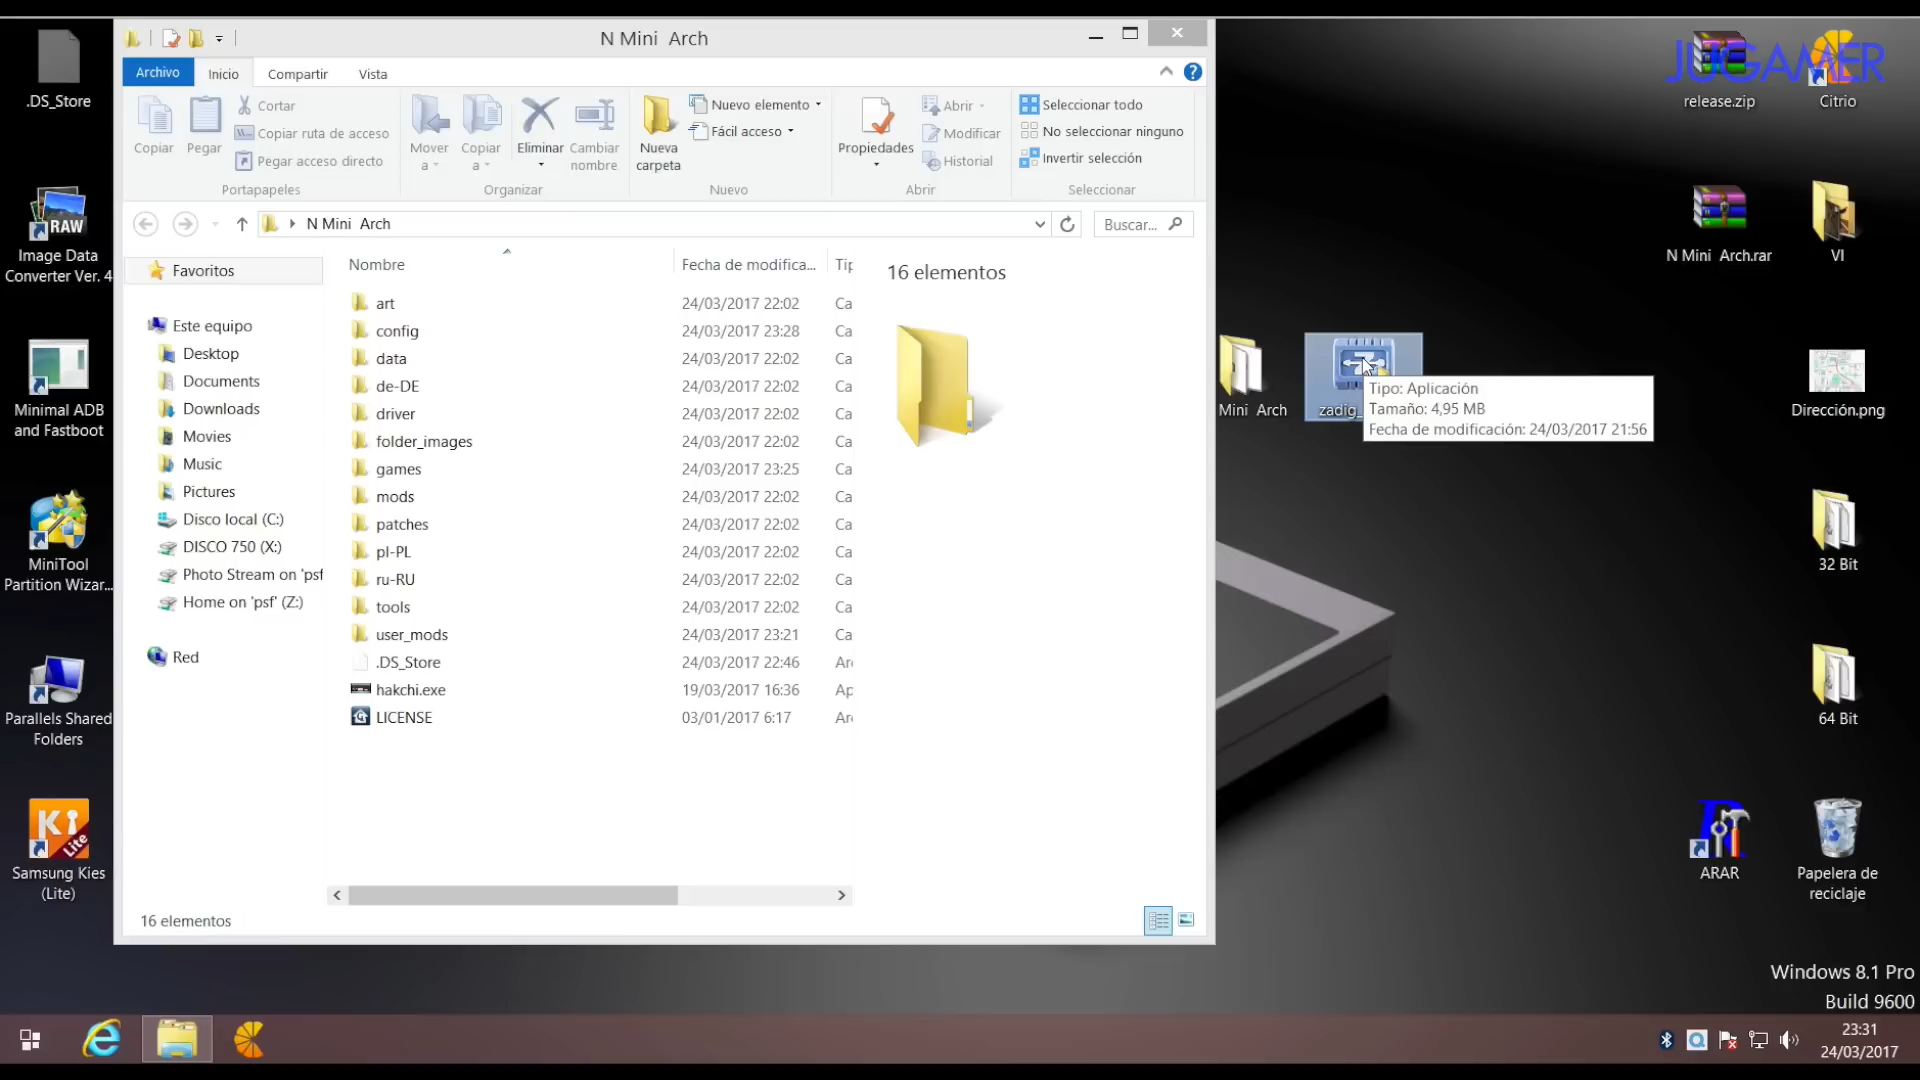 N Mini Arch
Archivo
Inicio
Compartir
Vista
Copiar
Pegar
Cortar
Copiar ruta de acceso
Pegar acceso directo
Portapapeles
Mover
a
Copiar
a
Eliminar
Cambiar
nombre
Organizar
Nueva
carpeta
Nuevo elemento
Fácil acceso
Nuevo
Propiedades
Abrir
Modificar
Historial
Abrir
Seleccionar todo
No seleccionar ninguno
Invertir selección
Seleccionar
N Mini Arch
Buscar...
Favoritos
Este equipo
Desktop
Documents
Downloads
Movies
Music
Pictures
Disco local (C:)
DISCO 750 (X:)
Photo Stream on 'psf
Home on 'psf' (Z:)
Red
Nombre Fecha de modifica... Tip
art 24/03/2017 22:02 Ca
config 24/03/2017 23:28 Ca
data 24/03/2017 22:02 Ca
de-DE 24/03/2017 22:02 Ca
driver 24/03/2017 22:02 Ca
folder_images 24/03/2017 22:02 Ca
games 24/03/2017 23:25 Ca
mods 24/03/2017 22:02 Ca
patches 24/03/2017 22:02 Ca
pl-PL 24/03/2017 22:02 Ca
ru-RU 24/03/2017 22:02 Ca
tools 24/03/2017 22:02 Ca
user_mods 24/03/2017 23:21 Ca
.DS_Store 24/03/2017 22:46 Arc
hakchi.exe 19/03/2017 16:36 Ap
LICENSE 03/01/2017 6:17 Arc
16 elementos
16 elementos
.DS_Store
RAW
Image Data
Converter Ver. 4
Minimal ADB
and Fastboot
MiniTool
Partition Wizar...
Parallels Shared
Folders
Ki
Lite
Samsung Kies
(Lite)
Mini Arch
zadig_
Tipo: Aplicación
Tamaño: 4,95 MB
Fecha de modificación: 24/03/2017 21:56
JUGAMER
release.zip
Citrio
N Mini Arch.rar
VI
Dirección.png
32 Bit
64 Bit
ARAR
Papelera de
reciclaje
Windows 8.1 Pro
Build 9600
23:31
24/03/2017